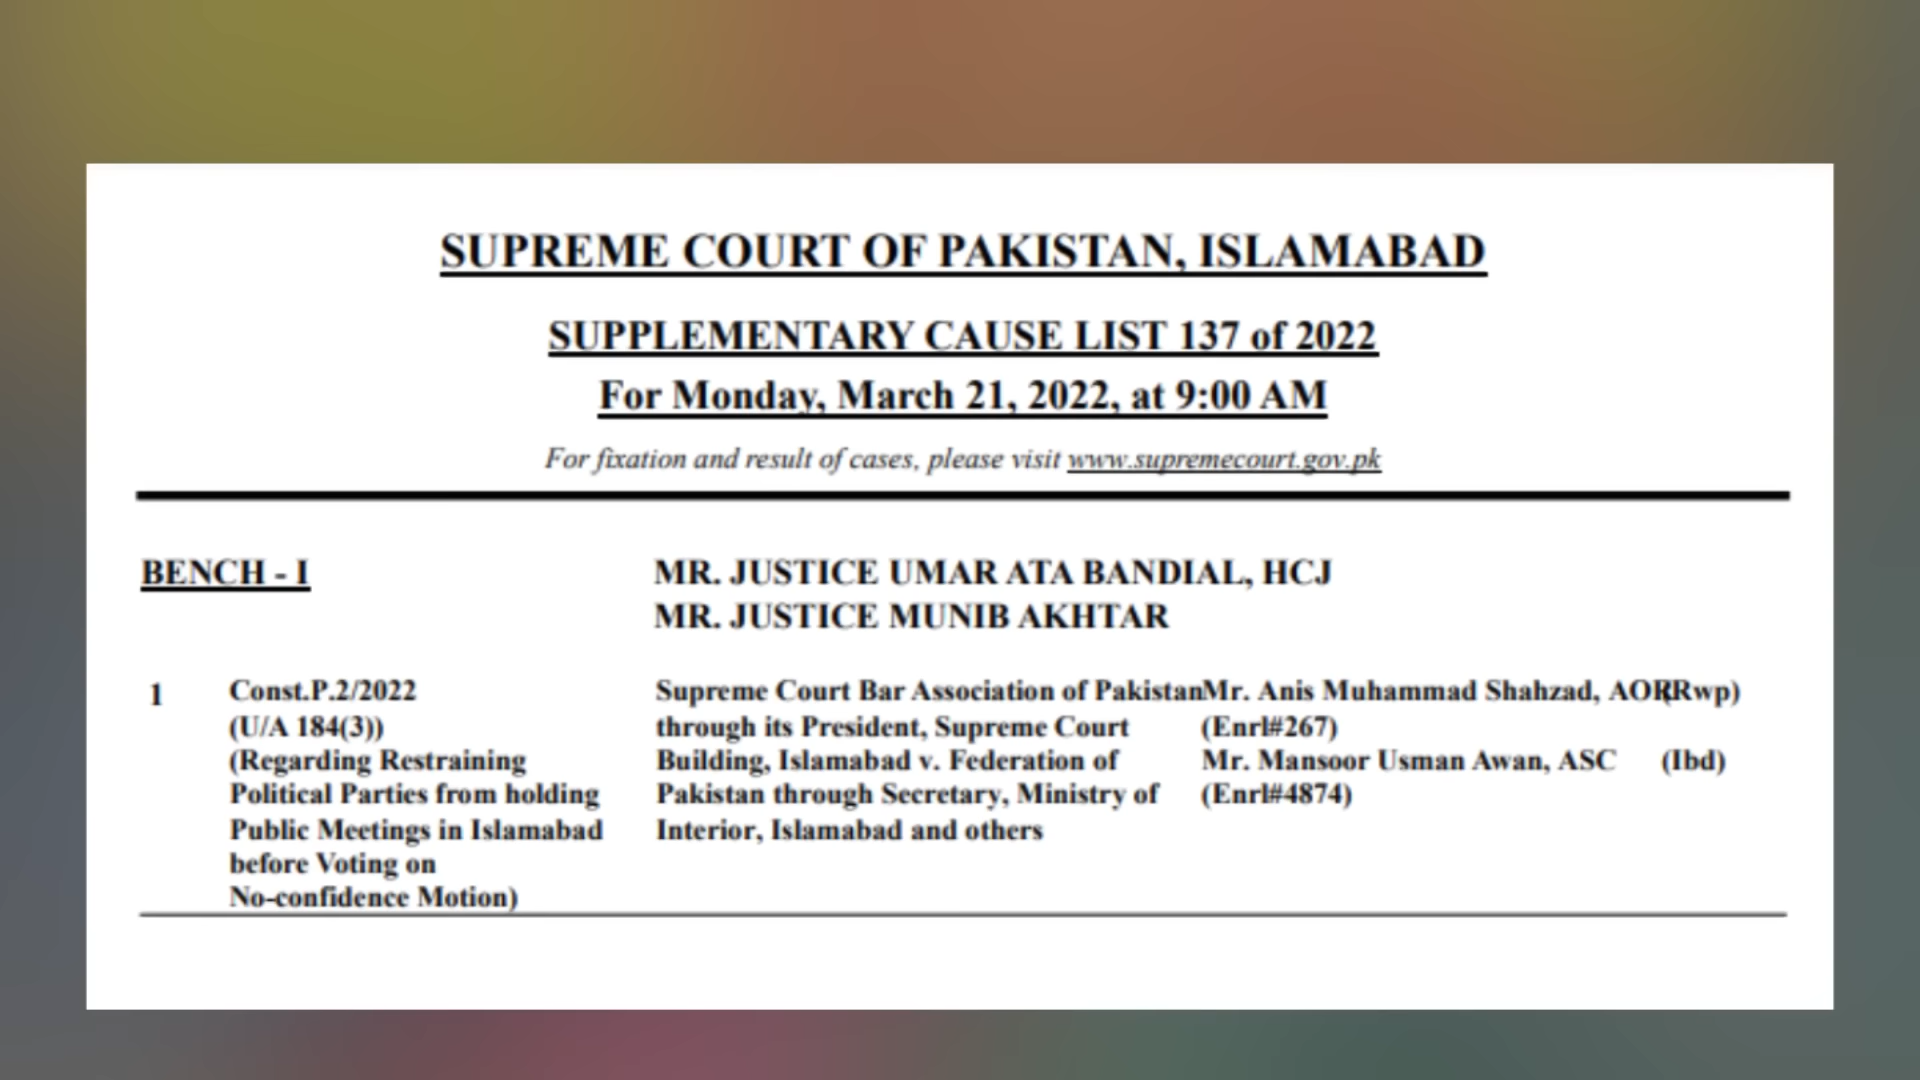 SUPREME COURT OF PAKISTAN, ISLAMABAD
SUPPLEMENTARY CAUSE LIST 137 of 2022
For Monday, March 21, 2022, at 9:00 AM
For fixation and result of cases, please visit www.supremecourt.gov.pk
BENCH - I
MR. JUSTICE UMAR ATA BANDIAL, HCJ
MR. JUSTICE MUNIB AKHTAR
1
Const.P.2/2022
(U/A 184(3))
(Regarding Restraining
Political Parties from holding
Public Meetings in Islamabad
before Voting on
No-confidence Motion)
Supreme Court Bar Association of Pakistan
through its President, Supreme Court
Building, Islamabad v. Federation of
Pakistan through Secretary, Ministry of
Interior, Islamabad and others
Mr. Anis Muhammad Shahzad, AOR (Rwp)
(Enrl#267)
Mr. Mansoor Usman Awan, ASC (Ibd)
(Enrl#4874)